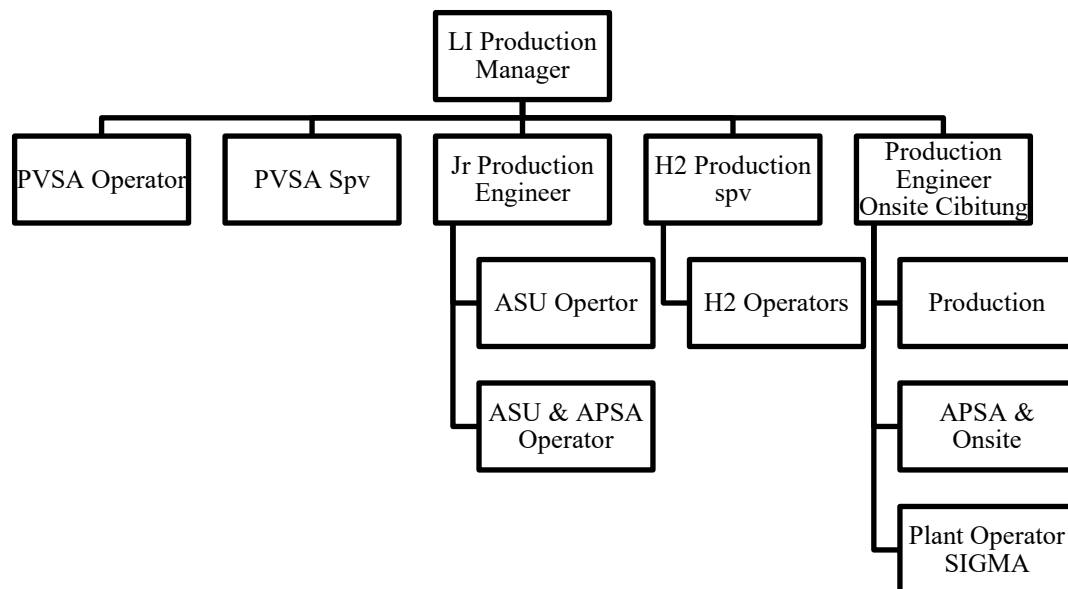 LI Production
Manager
PVSA Operator
PVSA Spv
Jr Production
Engineer
H2 Production
spv
Production
Engineer
Onsite Cibitung
ASU Opertor
H2 Operators
Production
ASU & APSA
Operator
APSA &
Onsite
Plant Operator
SIGMA